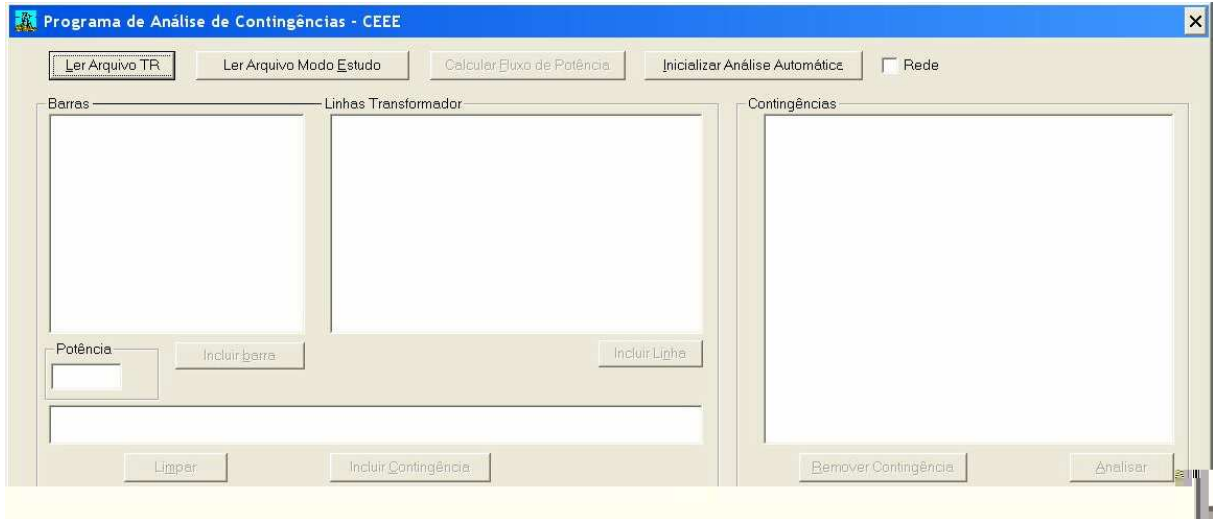 Programa de Análise de Contingências - CEEE
Ler Arquivo TR Ler Arquivo Modo Estudo Calcular Fluxo de Potência Inicializar Análise Automática Rede
Barras Linhas Transformador Contingências
Potência Incluir barra Incluir Linha
Limpar Incluir Contingência Remover Contingência Analisar